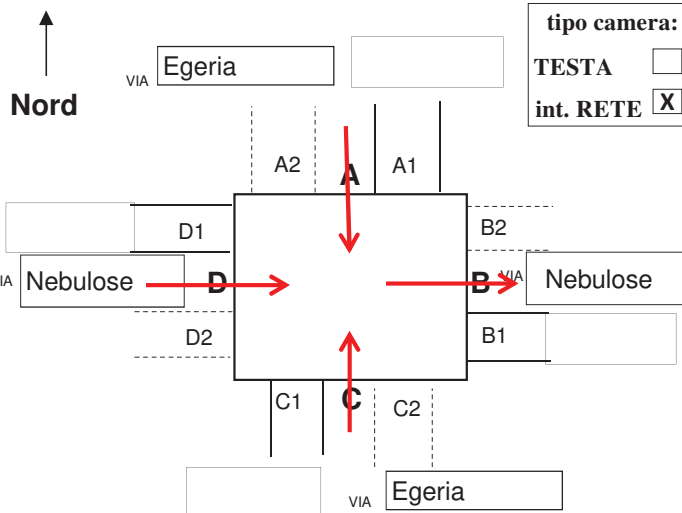 tipo camera:
TESTA
int. RETE X
Nord
VIA Egeria
A2
A
A1
D1
B2
VIA Nebulose
D
B
VIA Nebulose
D2
B1
C1
C
C2
VIA Egeria